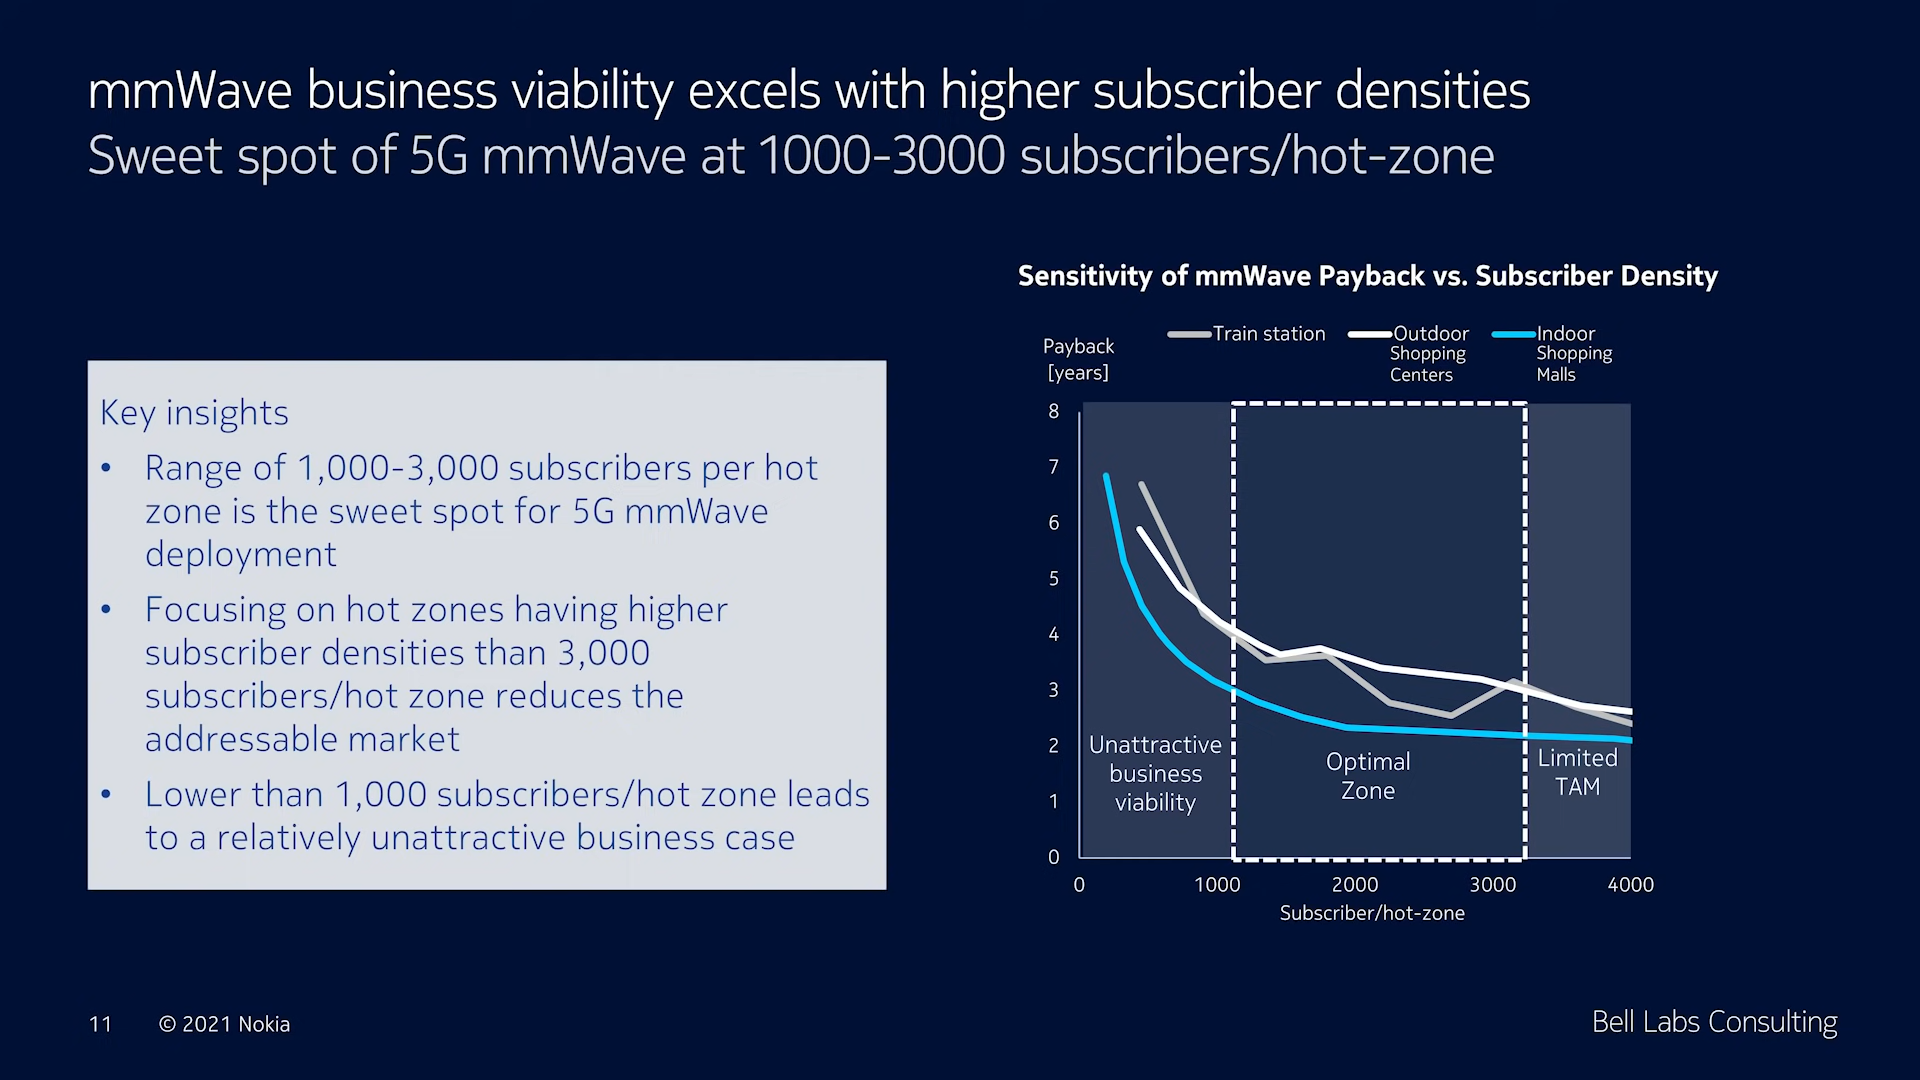 mmWave business viability excels with higher subscriber densities
Sweet spot of 5G mmWave at 1000-3000 subscribers/hot-zone
Key insights
• Range of 1,000-3,000 subscribers per hot
zone is the sweet spot for 5G mmWave
deployment
• Focusing on hot zones having higher
subscriber densities than 3,000
subscribers/hot zone reduces the
addressable market
• Lower than 1,000 subscribers/hot zone leads
to a relatively unattractive business case
Sensitivity of mmWave Payback vs. Subscriber Density
Payback
[years]
Train station
Outdoor
Shopping
Centers
Indoor
Shopping
Malls
8
7
6
5
4
3
2
1
0
Unattractive
business
viability
Optimal
Zone
Limited
TAM
0 1000 2000 3000 4000
Subscriber/hot-zone
11 © 2021 Nokia
Bell Labs Consulting